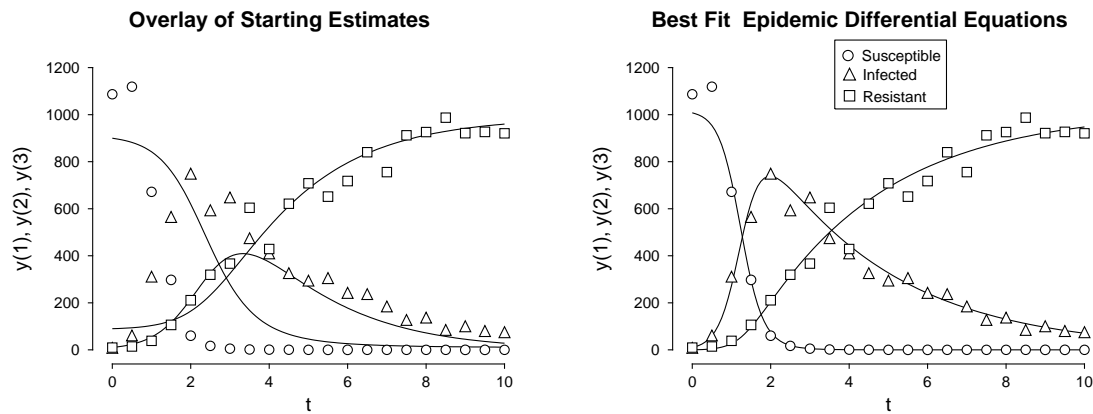 Overlay of Starting Estimates
y(1), y(2), y(3)
1200
1000
800
600
400
200
0
0 2 4 6 8 10
t
Best Fit  Epidemic Differential Equations
Susceptible
Infected
Resistant
y(1), y(2), y(3)
1200
1000
800
600
400
200
0
0 2 4 6 8 10
t